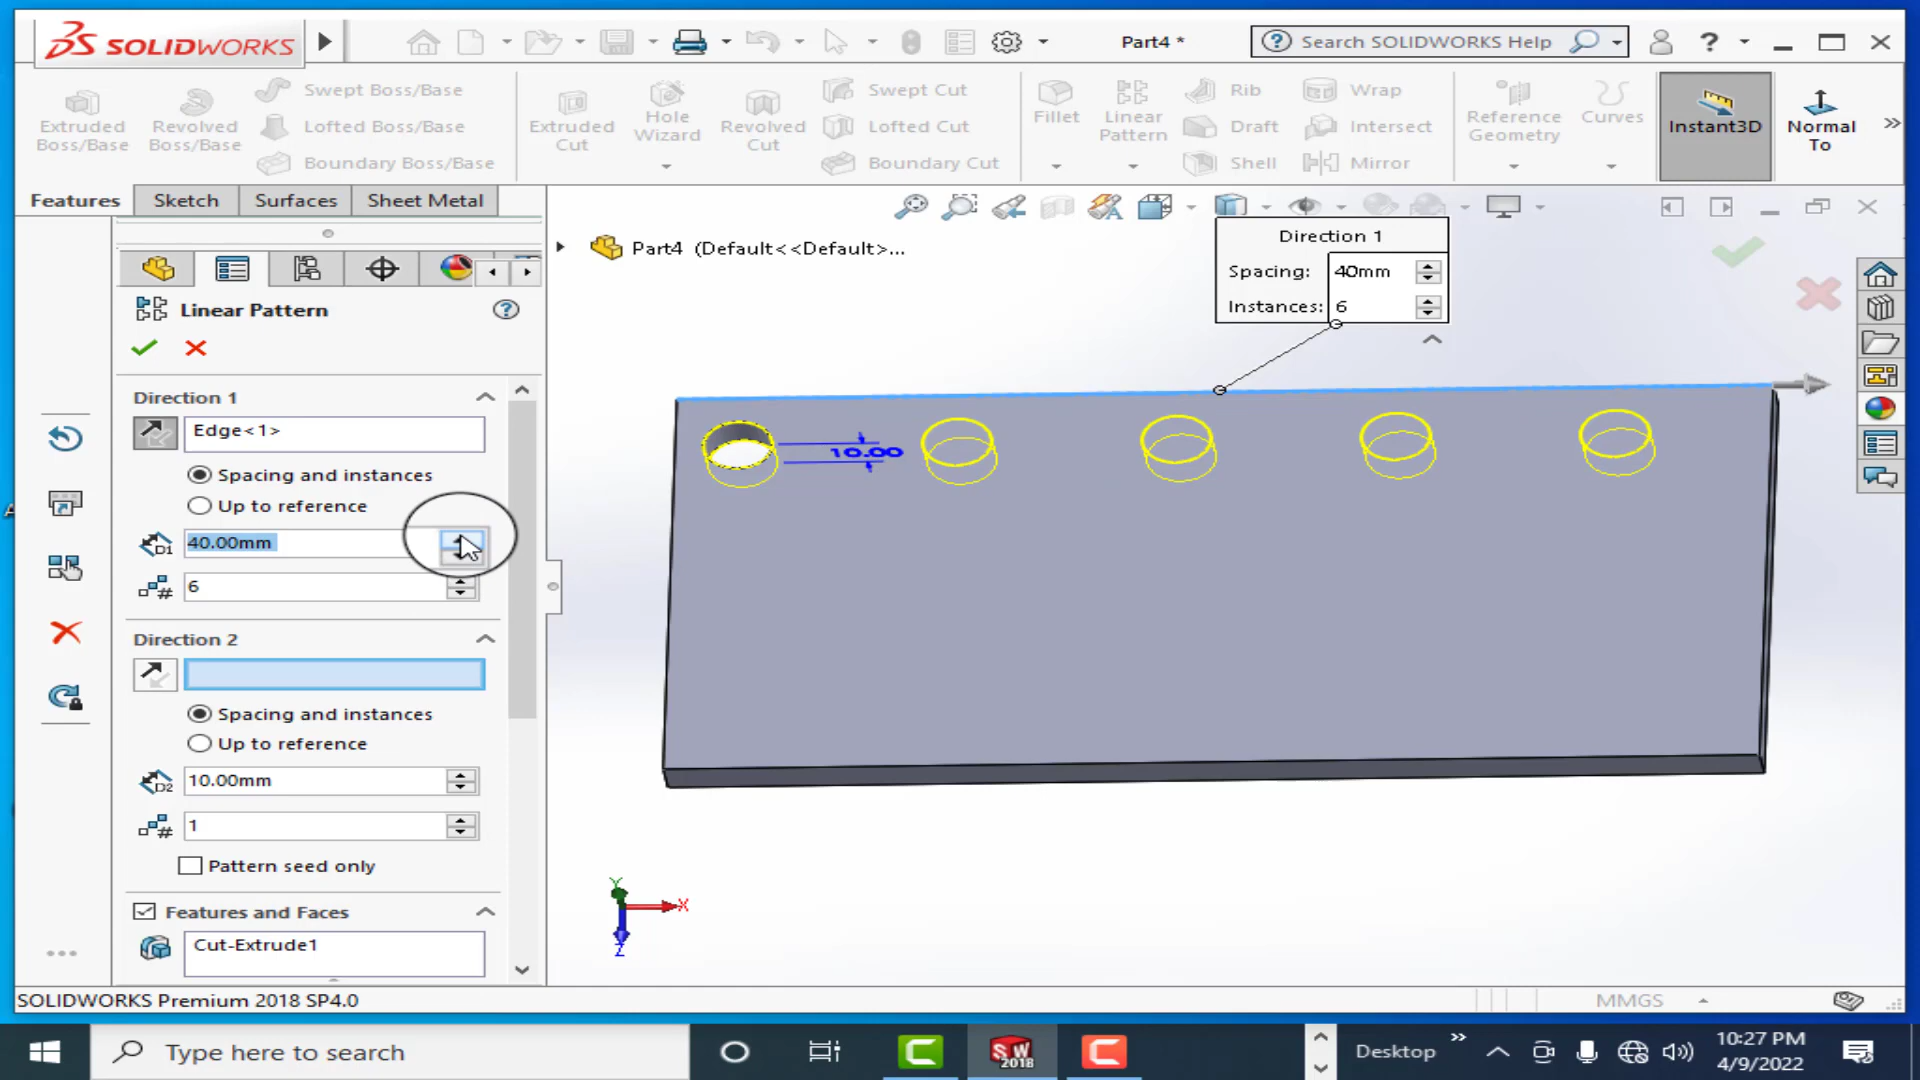 SOLIDWORKS
Part4 *
Search SOLIDWORKS Help
Extruded Boss/Base
Revolved Boss/Base
Swept Boss/Base
Lofted Boss/Base
Boundary Boss/Base
Extruded Cut
Hole Wizard
Revolved Cut
Swept Cut
Lofted Cut
Boundary Cut
Fillet
Linear Pattern
Rib
Draft
Shell
Wrap
Intersect
Mirror
Reference Geometry
Curves
Instant3D
Normal To
Features
Sketch
Surfaces
Sheet Metal
Part4 (Default<<Default>...
Direction 1
Spacing: 40mm
Instances: 6
Linear Pattern
Direction 1
Edge<1>
Spacing and instances
Up to reference
D1 40.00mm
# 6
Direction 2
Spacing and instances
Up to reference
D2 10.00mm
# 1
Pattern seed only
Features and Faces
Cut-Extrude1
10.00
Y
X
Z
SOLIDWORKS Premium 2018 SP4.0
MMGS
Type here to search
SW 2018
Desktop
10:27 PM
4/9/2022